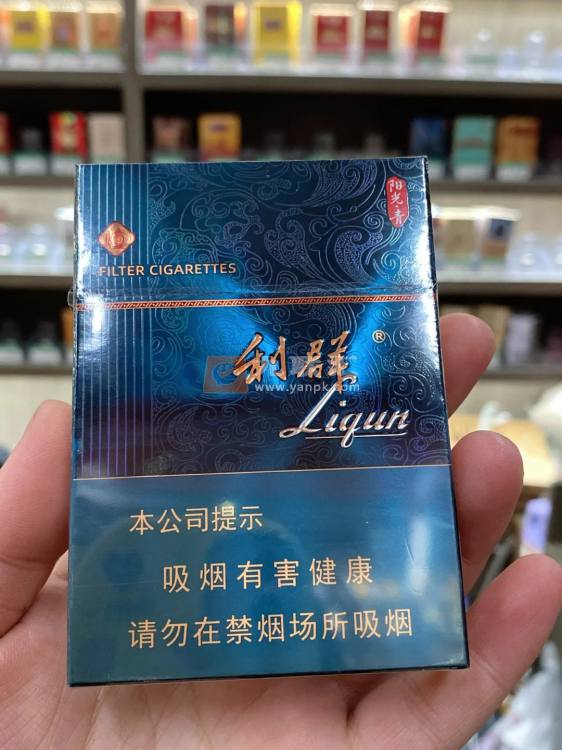 阳光·青
FILTER CIGARETTES
利群®
www.yanpk.com
Liqun
本公司提示
吸烟有害健康
请勿在禁烟场所吸烟